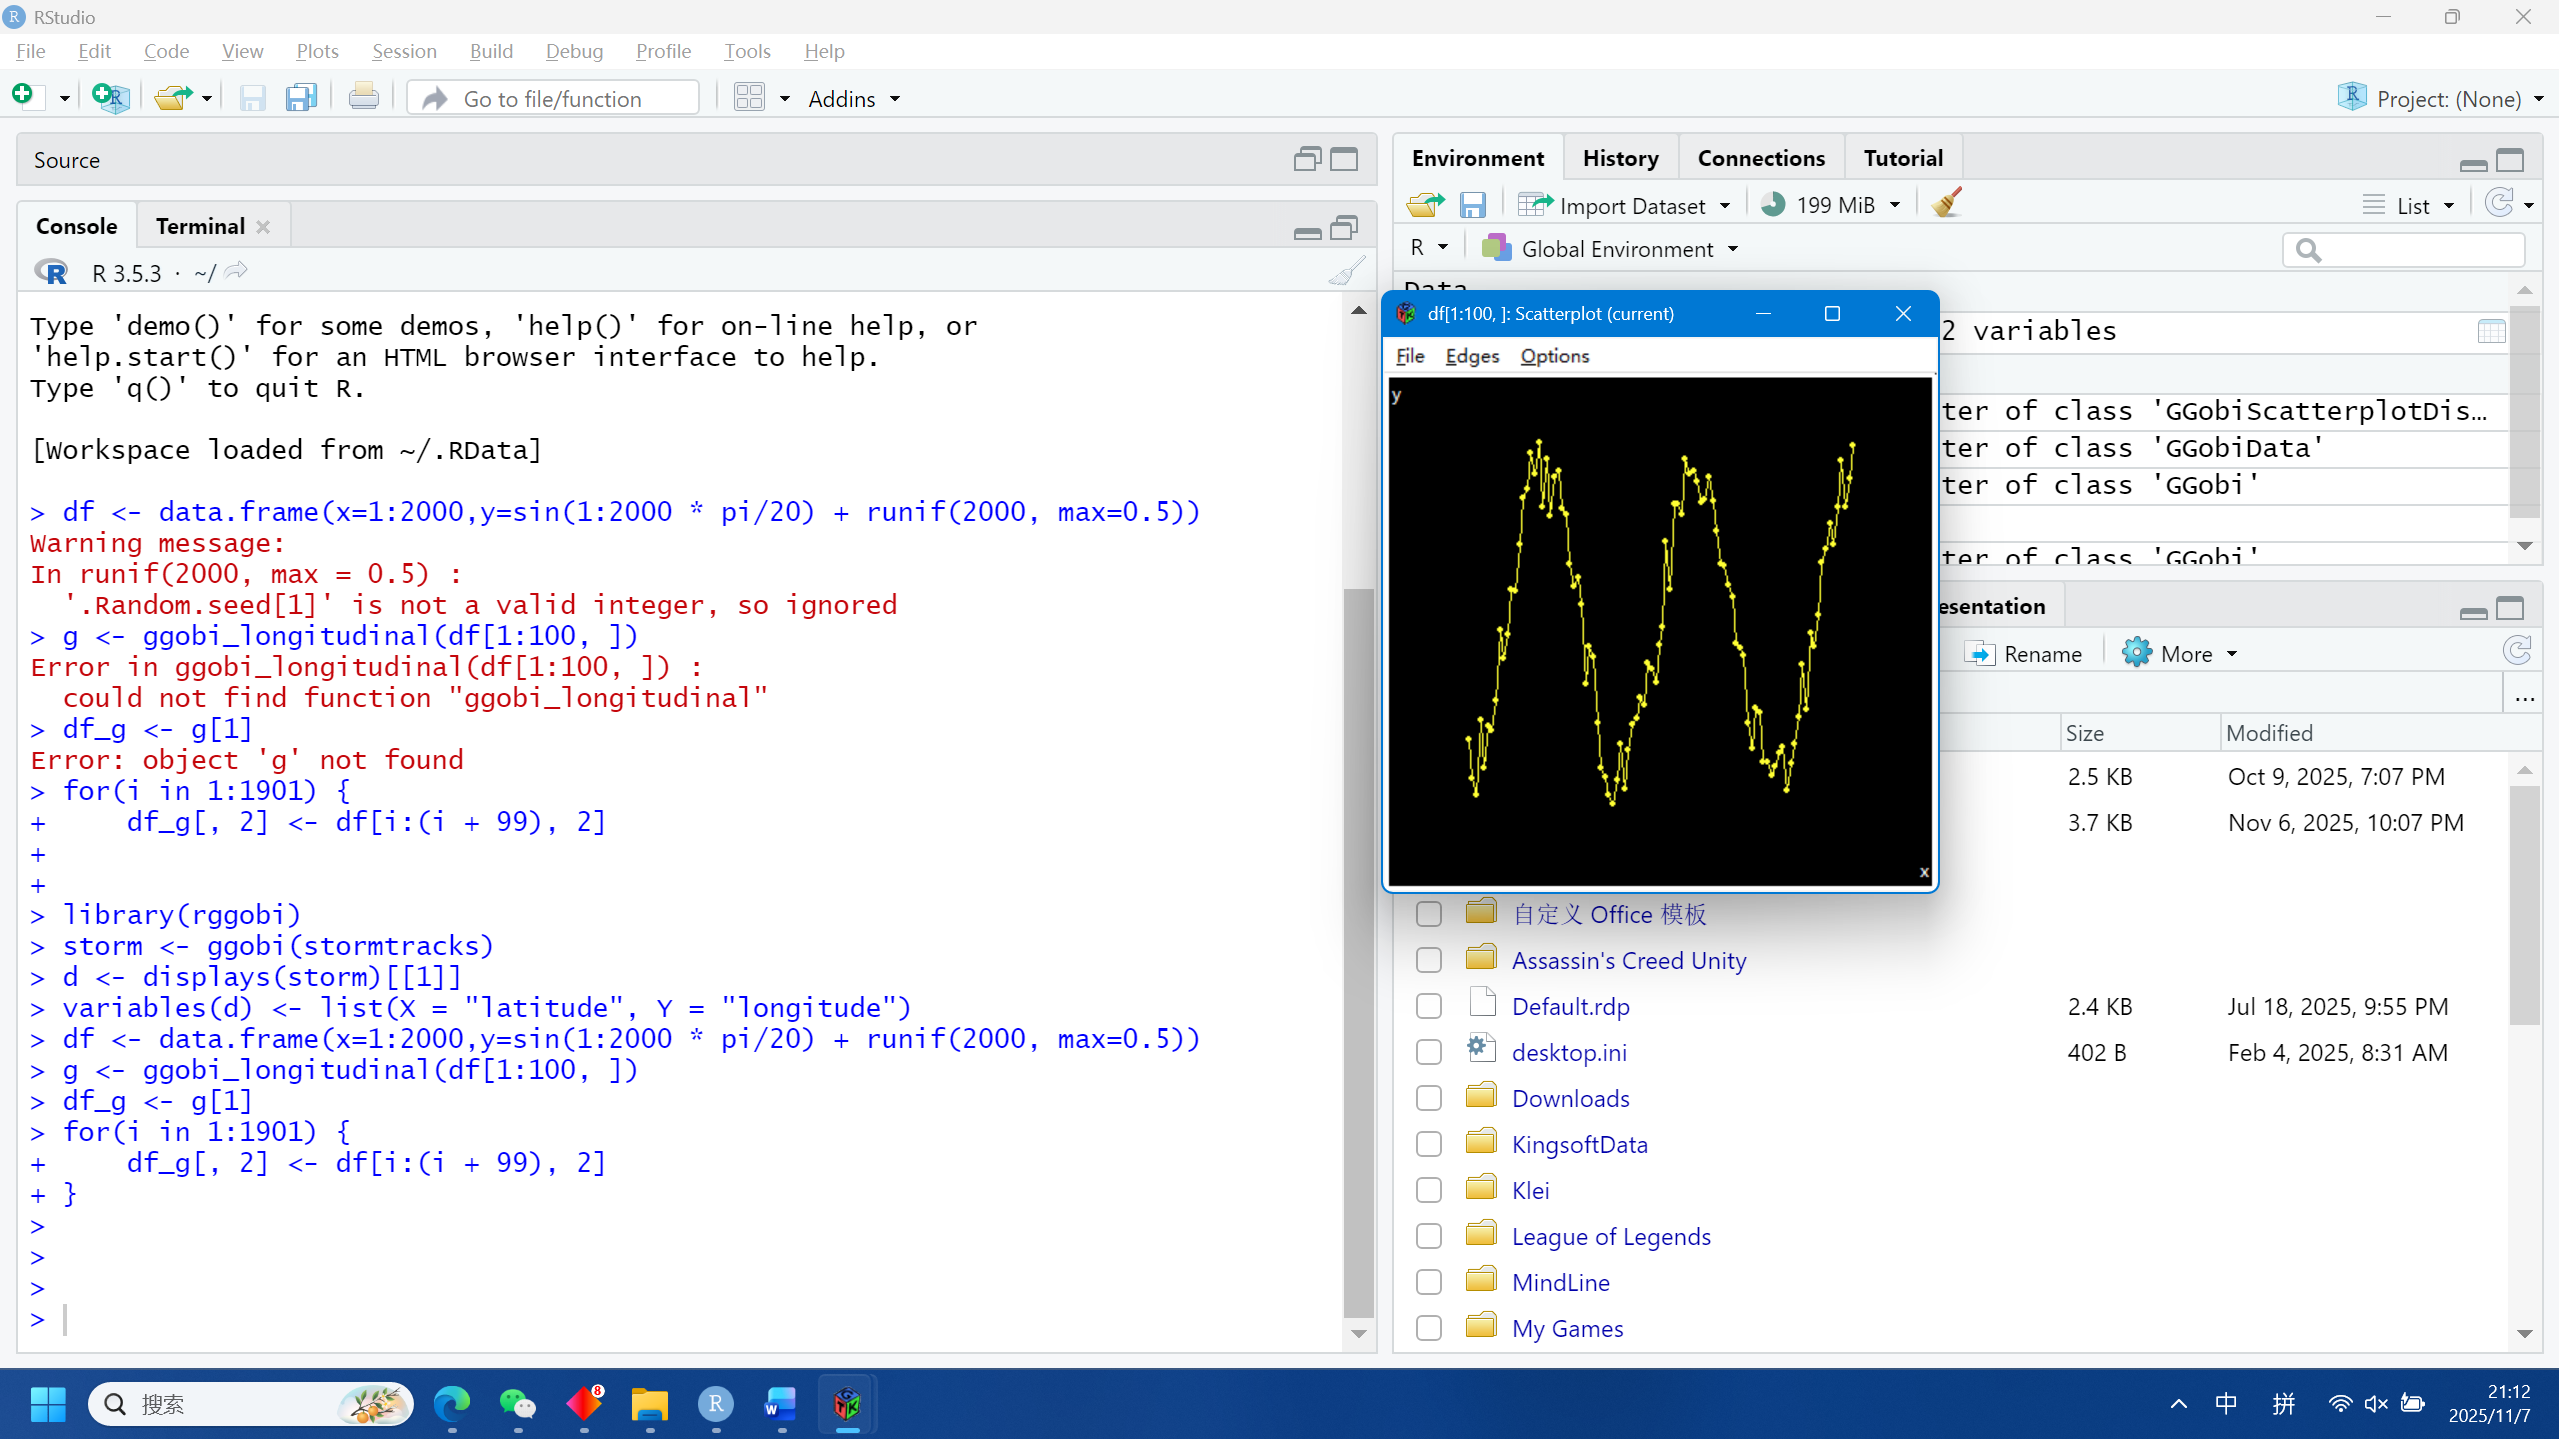 RStudio
File Edit Code View Plots Session Build Debug Profile Tools Help
Go to file/function Addins Project: (None)
Source
Console Terminal
R 3.5.3 · ~/
Type 'demo()' for some demos, 'help()' for on-line help, or
'help.start()' for an HTML browser interface to help.
Type 'q()' to quit R.
[Workspace loaded from ~/.RData]
> df <- data.frame(x=1:2000,y=sin(1:2000 * pi/20) + runif(2000, max=0.5))
Warning message:
In runif(2000, max = 0.5) :
'.Random.seed[1]' is not a valid integer, so ignored
> g <- ggobi_longitudinal(df[1:100, ])
Error in ggobi_longitudinal(df[1:100, ]) :
could not find function "ggobi_longitudinal"
> df_g <- g[1]
Error: object 'g' not found
> for(i in 1:1901) {
+     df_g[, 2] <- df[i:(i + 99), 2]
+
+
> library(rggobi)
> storm <- ggobi(stormtracks)
> d <- displays(storm)[[1]]
> variables(d) <- list(X = "latitude", Y = "longitude")
> df <- data.frame(x=1:2000,y=sin(1:2000 * pi/20) + runif(2000, max=0.5))
> g <- ggobi_longitudinal(df[1:100, ])
> df_g <- g[1]
> for(i in 1:1901) {
+     df_g[, 2] <- df[i:(i + 99), 2]
+ }
>
>
>
>
Environment History Connections Tutorial
Import Dataset 199 MiB List
R Global Environment
Data
2 variables
ter of class 'GGobiScatterplotDis…
ter of class 'GGobiData'
ter of class 'GGobi'
ter of class 'GGobi'
df[1:100, ]: Scatterplot (current)
File Edges Options
y
x
esentation
Rename More
...
Size Modified
2.5 KB Oct 9, 2025, 7:07 PM
3.7 KB Nov 6, 2025, 10:07 PM
自定义 Office 模板
Assassin's Creed Unity
Default.rdp 2.4 KB Jul 18, 2025, 9:55 PM
desktop.ini 402 B Feb 4, 2025, 8:31 AM
Downloads
KingsoftData
Klei
League of Legends
MindLine
My Games
搜索
8
R
W
中 拼
21:12
2025/11/7